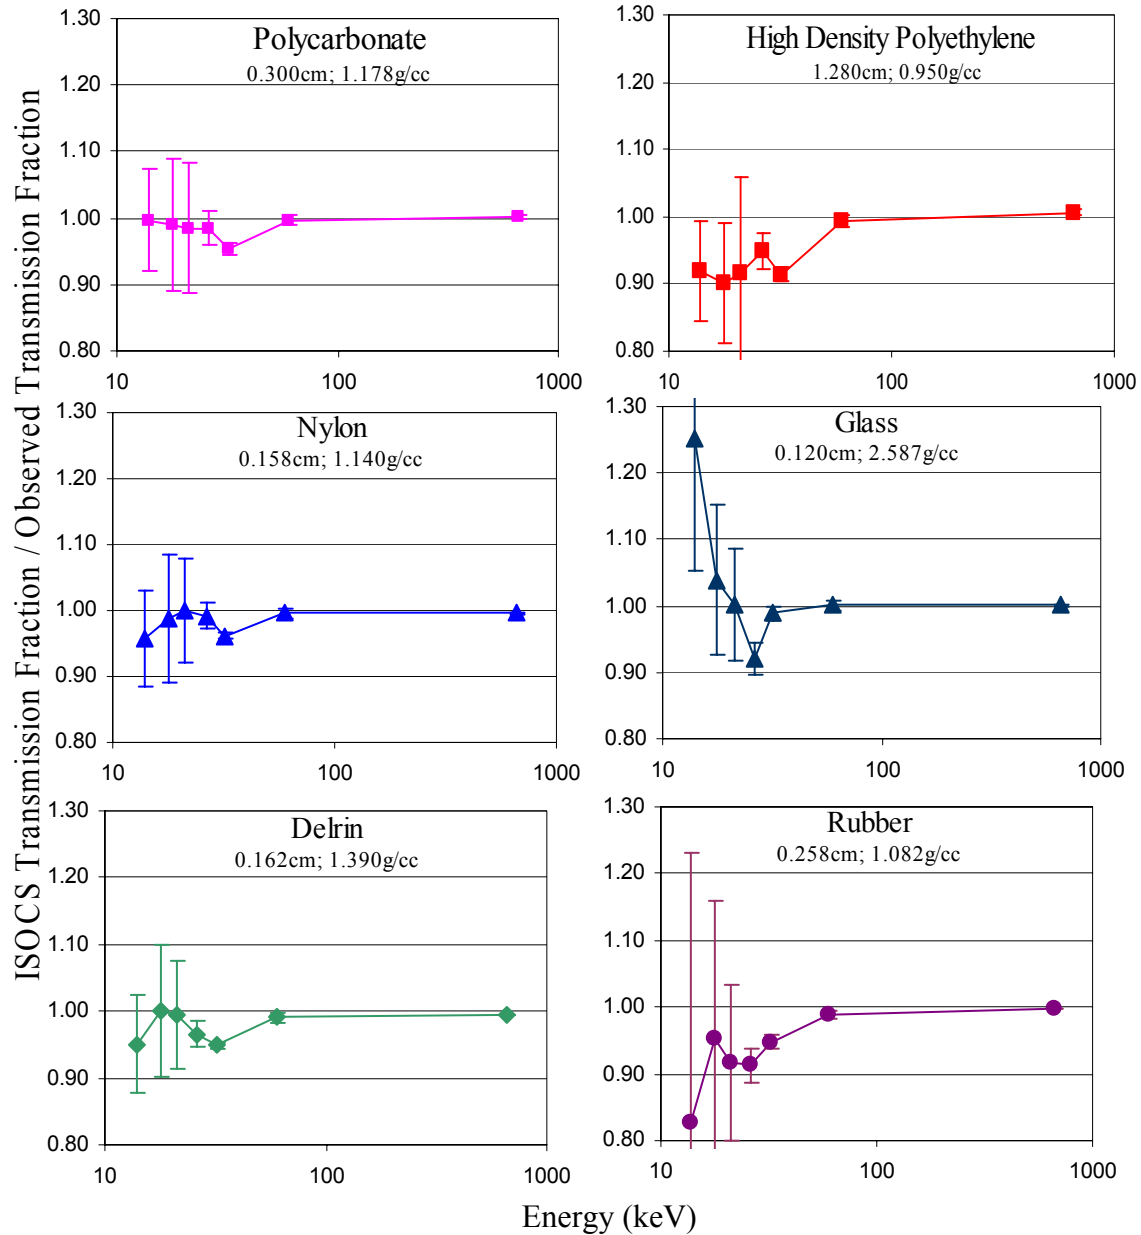 ISOCS Transmission Fraction / Observed Transmission Fraction
Polycarbonate
0.300cm; 1.178g/cc
1.30
1.20
1.10
1.00
0.90
0.80
10 100 1000
High Density Polyethylene
1.280cm; 0.950g/cc
1.30
1.20
1.10
1.00
0.90
0.80
10 100 1000
Nylon
0.158cm; 1.140g/cc
1.30
1.20
1.10
1.00
0.90
0.80
10 100 1000
Glass
0.120cm; 2.587g/cc
1.30
1.20
1.10
1.00
0.90
0.80
10 100 1000
Delrin
0.162cm; 1.390g/cc
1.30
1.20
1.10
1.00
0.90
0.80
10 100 1000
Rubber
0.258cm; 1.082g/cc
1.30
1.20
1.10
1.00
0.90
0.80
10 100 1000
Energy (keV)